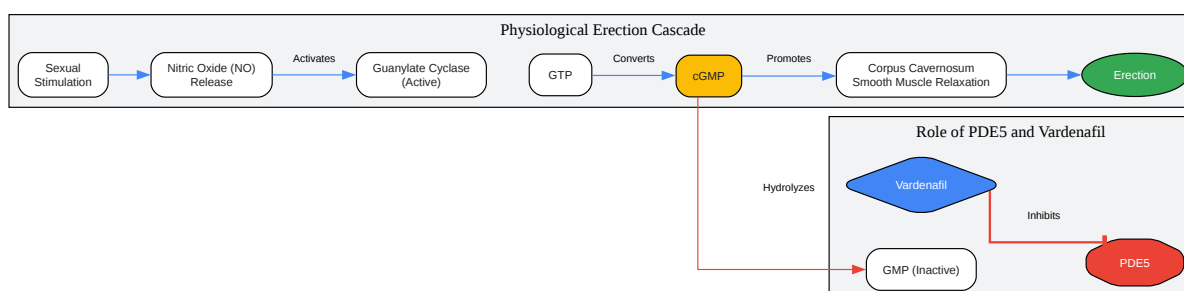 Physiological Erection Cascade
Sexual
Stimulation
Nitric Oxide (NO)
Release
Activates
Guanylate Cyclase
(Active)
GTP
Converts
cGMP
Promotes
Corpus Cavernosum
Smooth Muscle Relaxation
Erection
Role of PDE5 and Vardenafil
Vardenafil
Hydrolyzes
Inhibits
GMP (Inactive)
PDE5